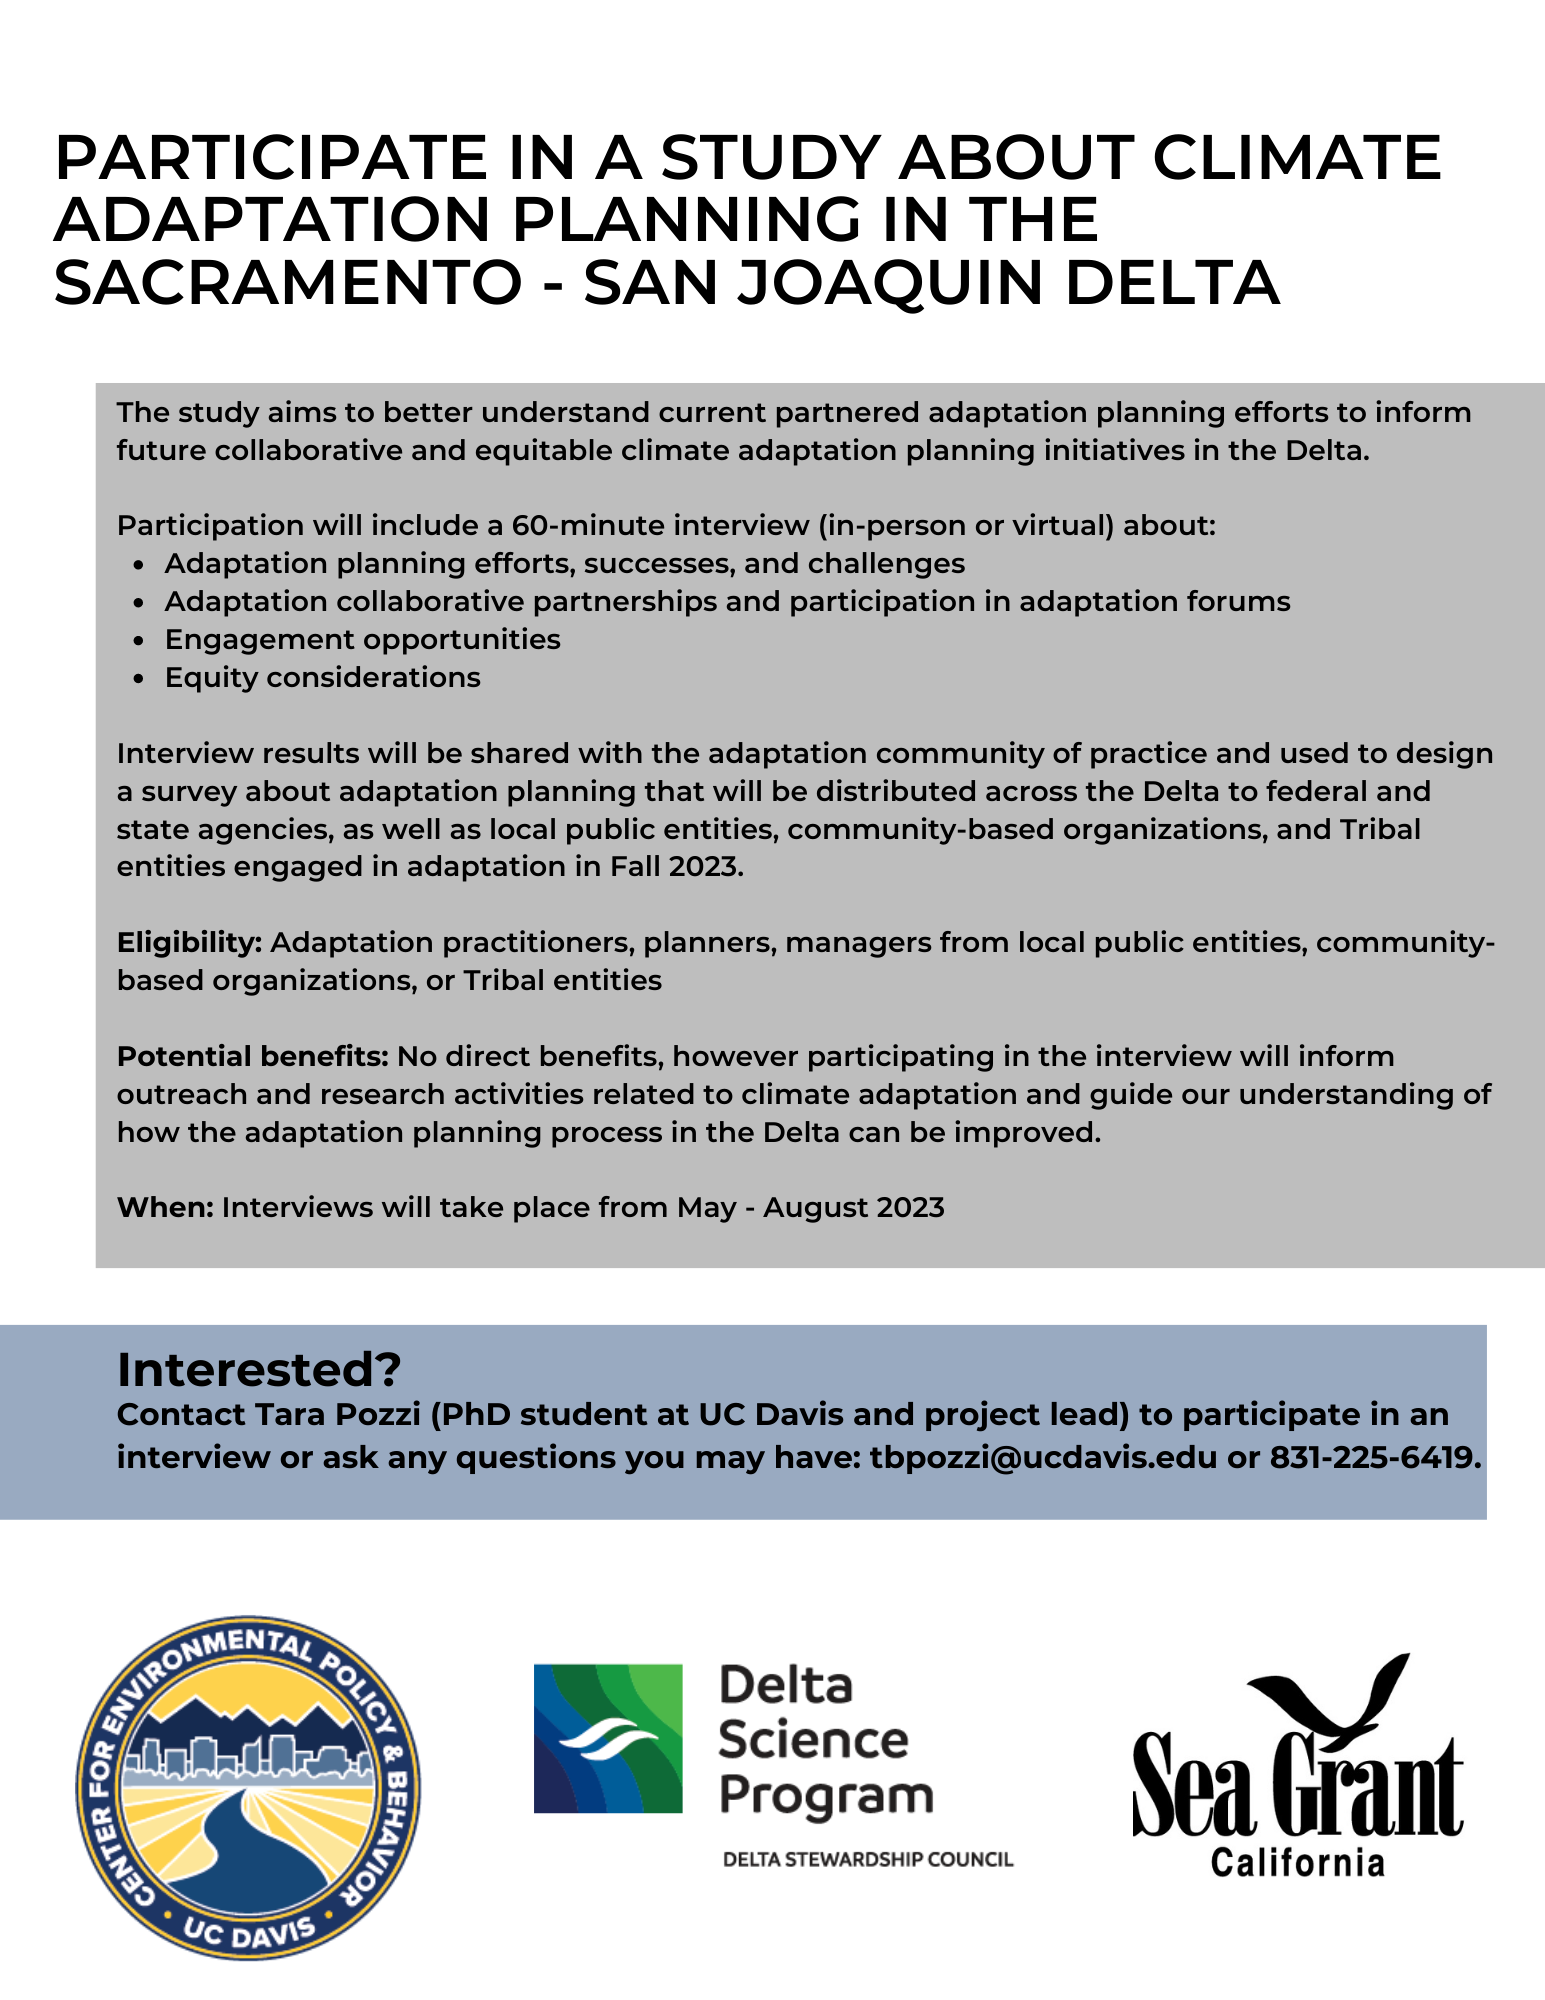 PARTICIPATE IN A STUDY ABOUT CLIMATE
ADAPTATION PLANNING IN THE
SACRAMENTO - SAN JOAQUIN DELTA
The study aims to better understand current partnered adaptation planning efforts to inform
future collaborative and equitable climate adaptation planning initiatives in the Delta.
Participation will include a 60-minute interview (in-person or virtual) about:
• Adaptation planning efforts, successes, and challenges
• Adaptation collaborative partnerships and participation in adaptation forums
• Engagement opportunities
• Equity considerations
Interview results will be shared with the adaptation community of practice and used to design
a survey about adaptation planning that will be distributed across the Delta to federal and
state agencies, as well as local public entities, community-based organizations, and Tribal
entities engaged in adaptation in Fall 2023.
Eligibility: Adaptation practitioners, planners, managers from local public entities, community-
based organizations, or Tribal entities
Potential benefits: No direct benefits, however participating in the interview will inform
outreach and research activities related to climate adaptation and guide our understanding of
how the adaptation planning process in the Delta can be improved.
When: Interviews will take place from May - August 2023
Interested?
Contact Tara Pozzi (PhD student at UC Davis and project lead) to participate in an
interview or ask any questions you may have: tbpozzi@ucdavis.edu or 831-225-6419.
CENTER FOR ENVIRONMENTAL POLICY & BEHAVIOR
• UC DAVIS •
Delta
Science
Program
DELTA STEWARDSHIP COUNCIL
Sea Grant
California